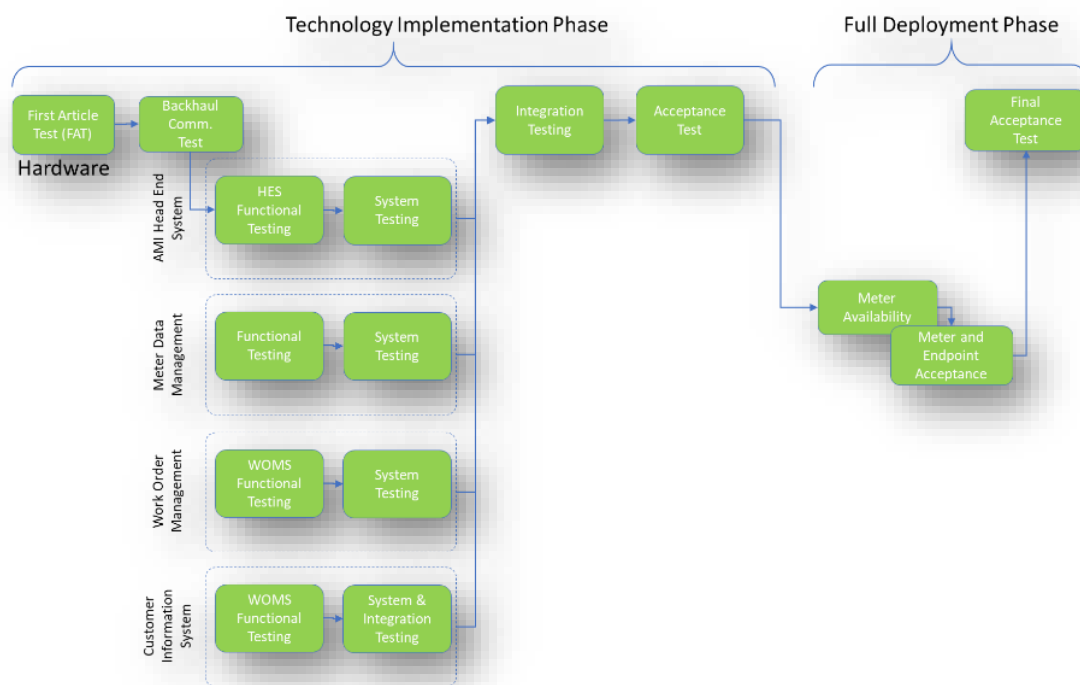 Technology Implementation Phase
Full Deployment Phase
First Article
Test (FAT)
Hardware
Backhaul
Comm.
Test
Integration
Testing
Acceptance
Test
Final
Acceptance
Test
AMI Head End
System
HES
Functional
Testing
System
Testing
Meter Data
Management
Functional
Testing
System
Testing
Meter
Availability
Meter and
Endpoint
Acceptance
Work Order
Management
WOMS
Functional
Testing
System
Testing
Customer
Information
System
WOMS
Functional
Testing
System &
Integration
Testing